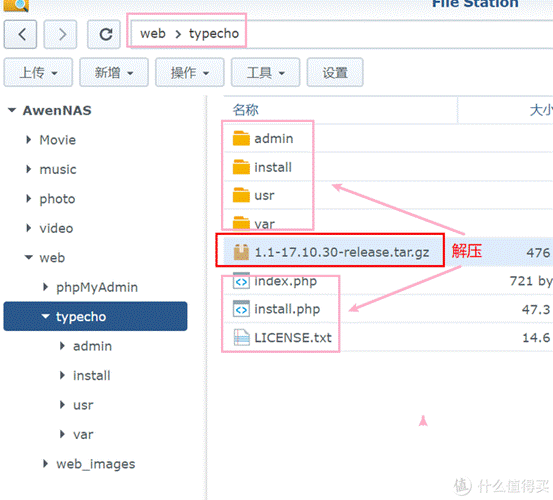 File Station
web > typecho
上传 新增 操作 工具 设置
AwenNAS
Movie
music
photo
video
web
phpMyAdmin
typecho
admin
install
usr
var
web_images
名称 大小
admin
install
usr
var
1.1-17.10.30-release.tar.gz 476
解压
index.php 721 by
install.php 47.3
LICENSE.txt 14.6
值 什么值得买